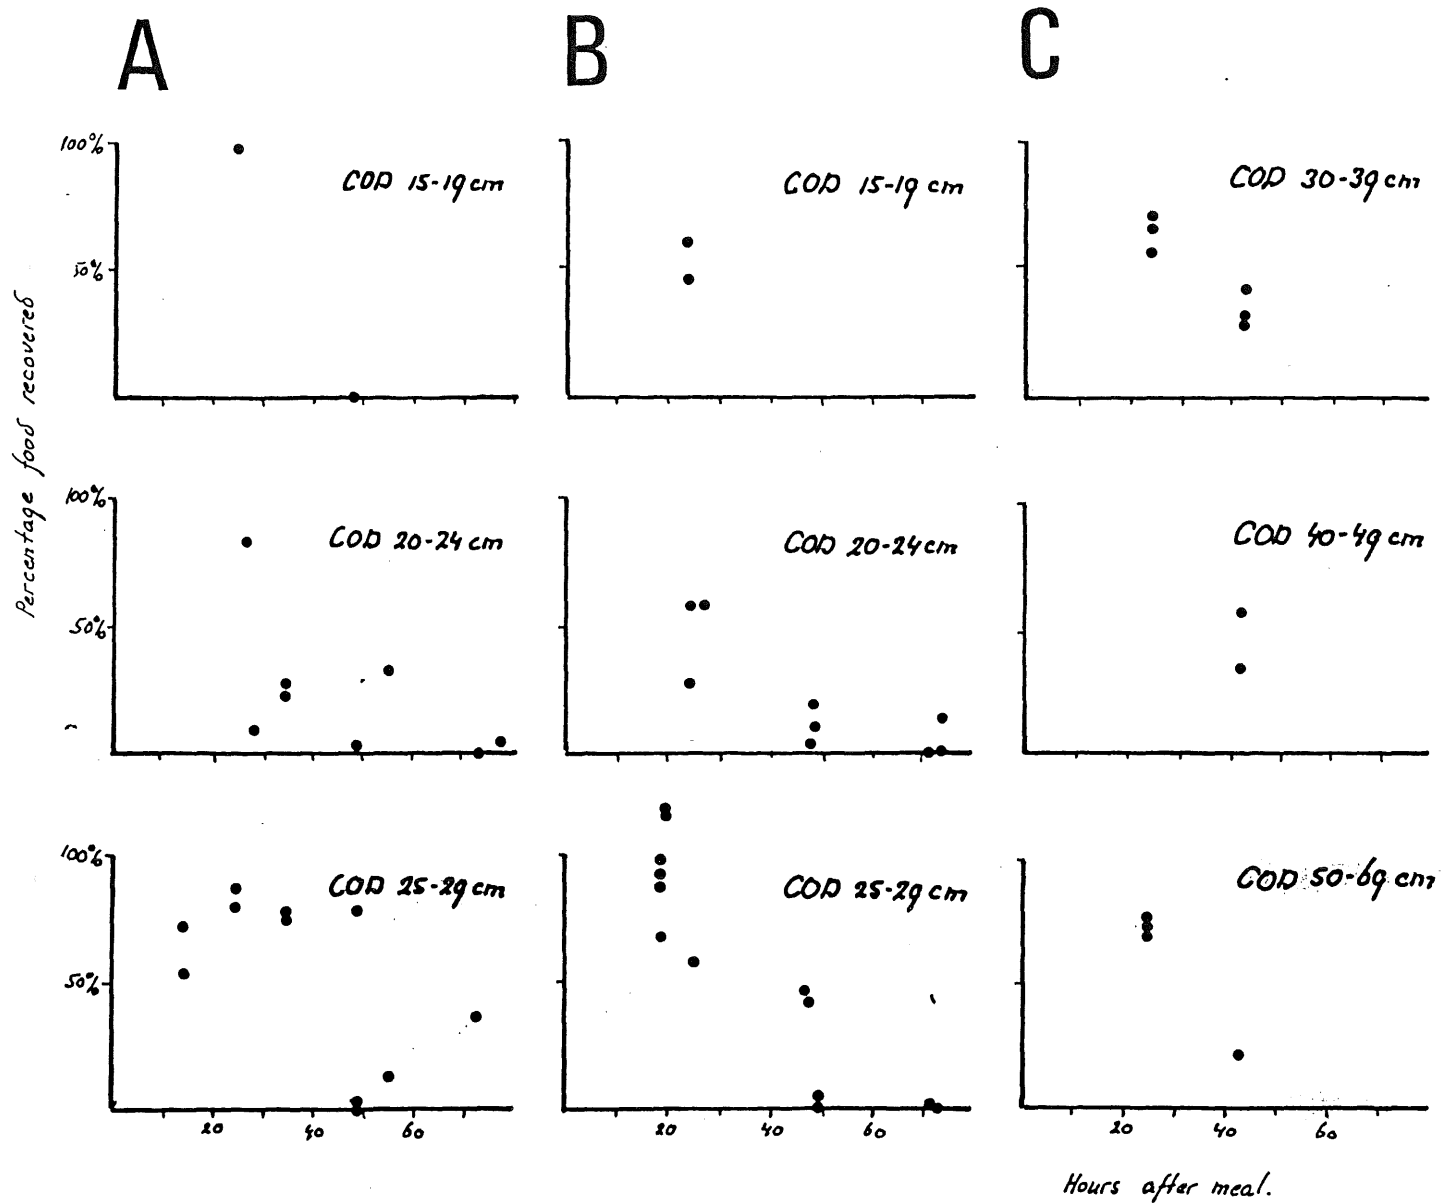 A B C
100%
COD 15-19 cm
COD 15-19 cm
COD 30-39 cm
50%
Percentage food recovered
100%
COD 20-24 cm
COD 20-24 cm
COD 40-49 cm
50%
100%
COD 25-29 cm
COD 25-29 cm
COD 50-69 cm
50%
20 40 60
20 40 60
20 40 60
Hours after meal.